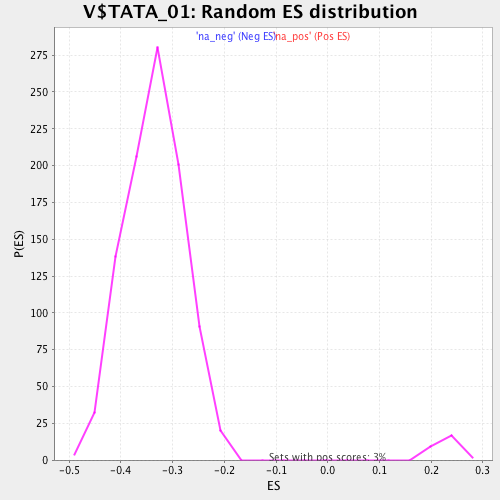 V$TATA_01: Random ES distribution
'na_neg' (Neg ES)
'na_pos' (Pos ES)
275
250
225
200
175
150
125
100
75
50
25
0
P(ES)
Sets with pos scores: 3%
-0.5 -0.4 -0.3 -0.2 -0.1 0.0 0.1 0.2 0.3
ES